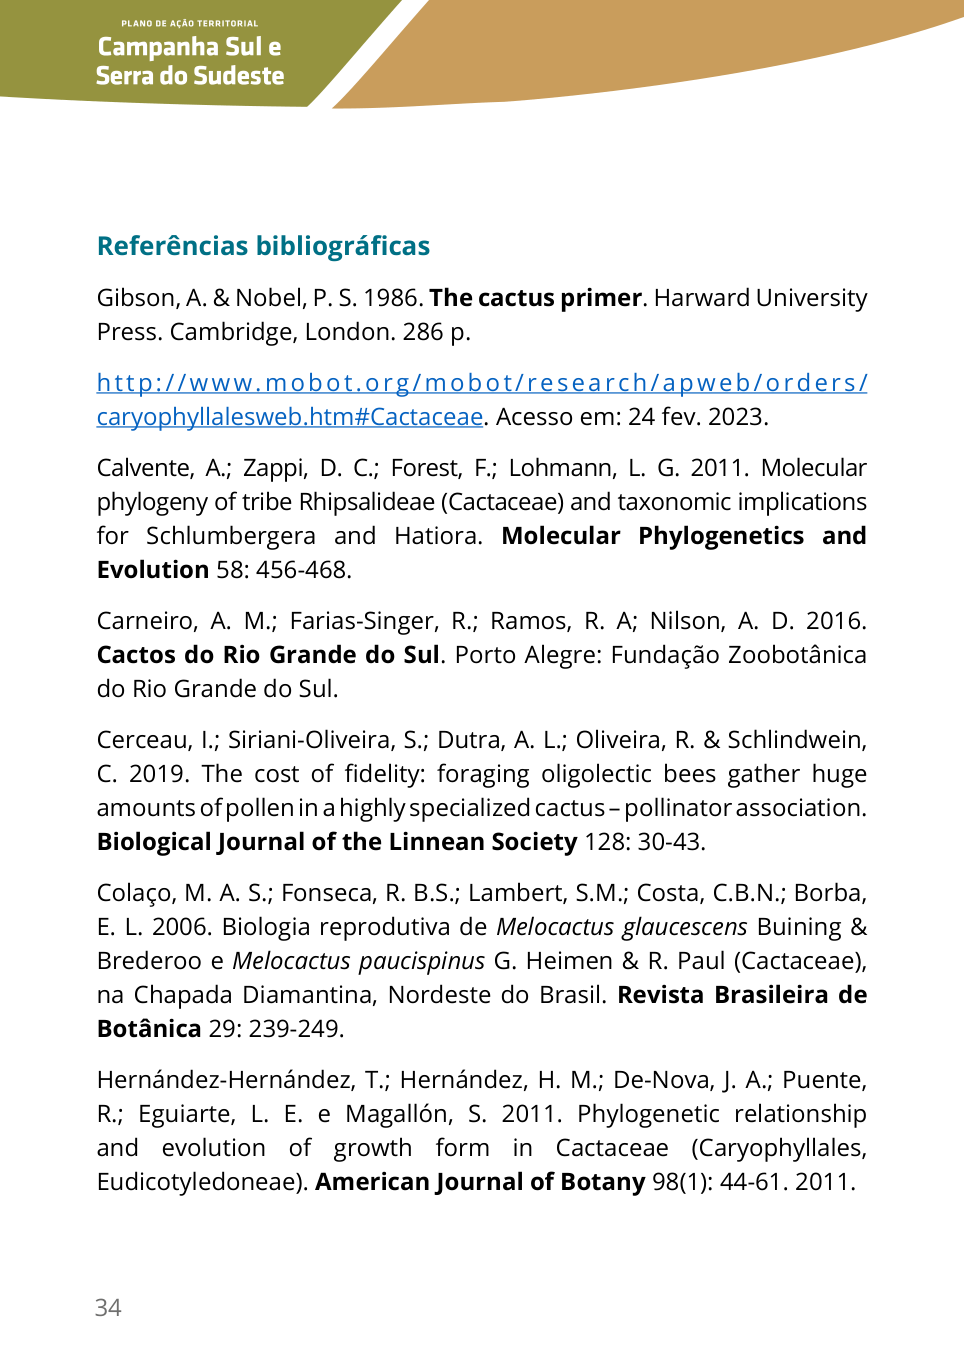 PLANO DE AÇÃO TERRITORIAL
Campanha Sul e
Serra do Sudeste
Referências bibliográficas
Gibson, A. & Nobel, P. S. 1986. The cactus primer. Harward University
Press. Cambridge, London. 286 p.
http://www.mobot.org/mobot/research/apweb/orders/
caryophyllalesweb.htm#Cactaceae. Acesso em: 24 fev. 2023.
Calvente, A.; Zappi, D. C.; Forest, F.; Lohmann, L. G. 2011. Molecular
phylogeny of tribe Rhipsalideae (Cactaceae) and taxonomic implications
for Schlumbergera and Hatiora. Molecular Phylogenetics and
Evolution 58: 456-468.
Carneiro, A. M.; Farias-Singer, R.; Ramos, R. A; Nilson, A. D. 2016.
Cactos do Rio Grande do Sul. Porto Alegre: Fundação Zoobotânica
do Rio Grande do Sul.
Cerceau, I.; Siriani-Oliveira, S.; Dutra, A. L.; Oliveira, R. & Schlindwein,
C. 2019. The cost of fidelity: foraging oligolectic bees gather huge
amounts of pollen in a highly specialized cactus – pollinator association.
Biological Journal of the Linnean Society 128: 30-43.
Colaço, M. A. S.; Fonseca, R. B.S.; Lambert, S.M.; Costa, C.B.N.; Borba,
E. L. 2006. Biologia reprodutiva de Melocactus glaucescens Buining &
Brederoo e Melocactus paucispinus G. Heimen & R. Paul (Cactaceae),
na Chapada Diamantina, Nordeste do Brasil. Revista Brasileira de
Botânica 29: 239-249.
Hernández-Hernández, T.; Hernández, H. M.; De-Nova, J. A.; Puente,
R.; Eguiarte, L. E. e Magallón, S. 2011. Phylogenetic relationship
and evolution of growth form in Cactaceae (Caryophyllales,
Eudicotyledoneae). American Journal of Botany 98(1): 44-61. 2011.
34